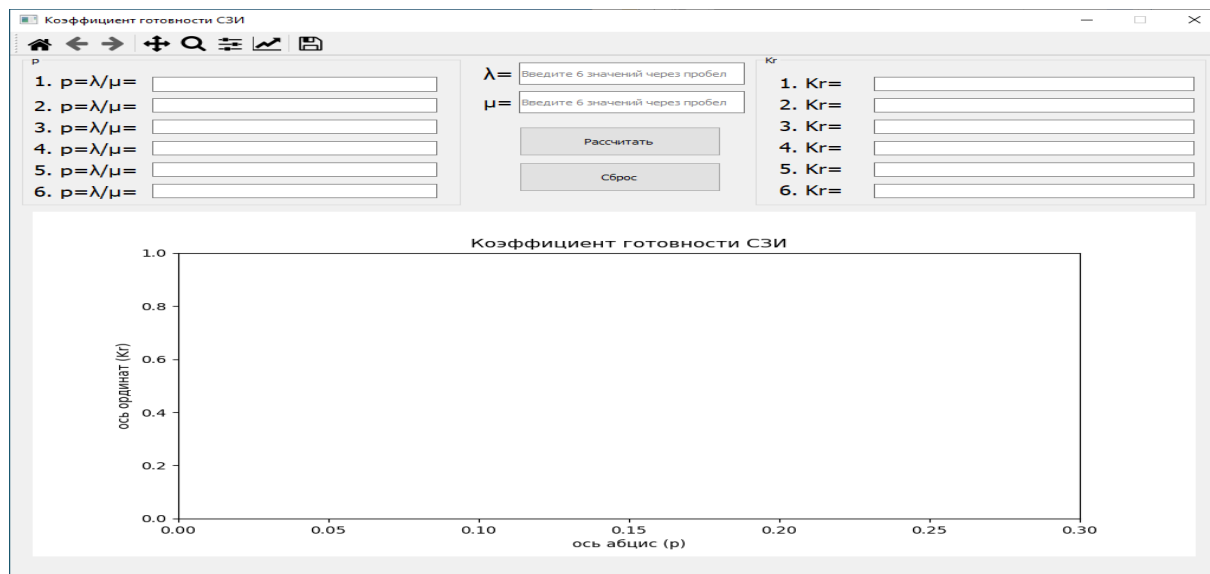 Коэффициент готовности СЗИ
p
1. p=λ/μ=
2. p=λ/μ=
3. p=λ/μ=
4. p=λ/μ=
5. p=λ/μ=
6. p=λ/μ=
λ= Введите 6 значений через пробел
μ= Введите 6 значений через пробел
Рассчитать
Сброс
Kr
1. Kr=
2. Kr=
3. Kr=
4. Kr=
5. Kr=
6. Kr=
Коэффициент готовности СЗИ
ось ординат (Kr)
1.0
0.8
0.6
0.4
0.2
0.0
0.00 0.05 0.10 0.15 0.20 0.25 0.30
ось абцис (p)